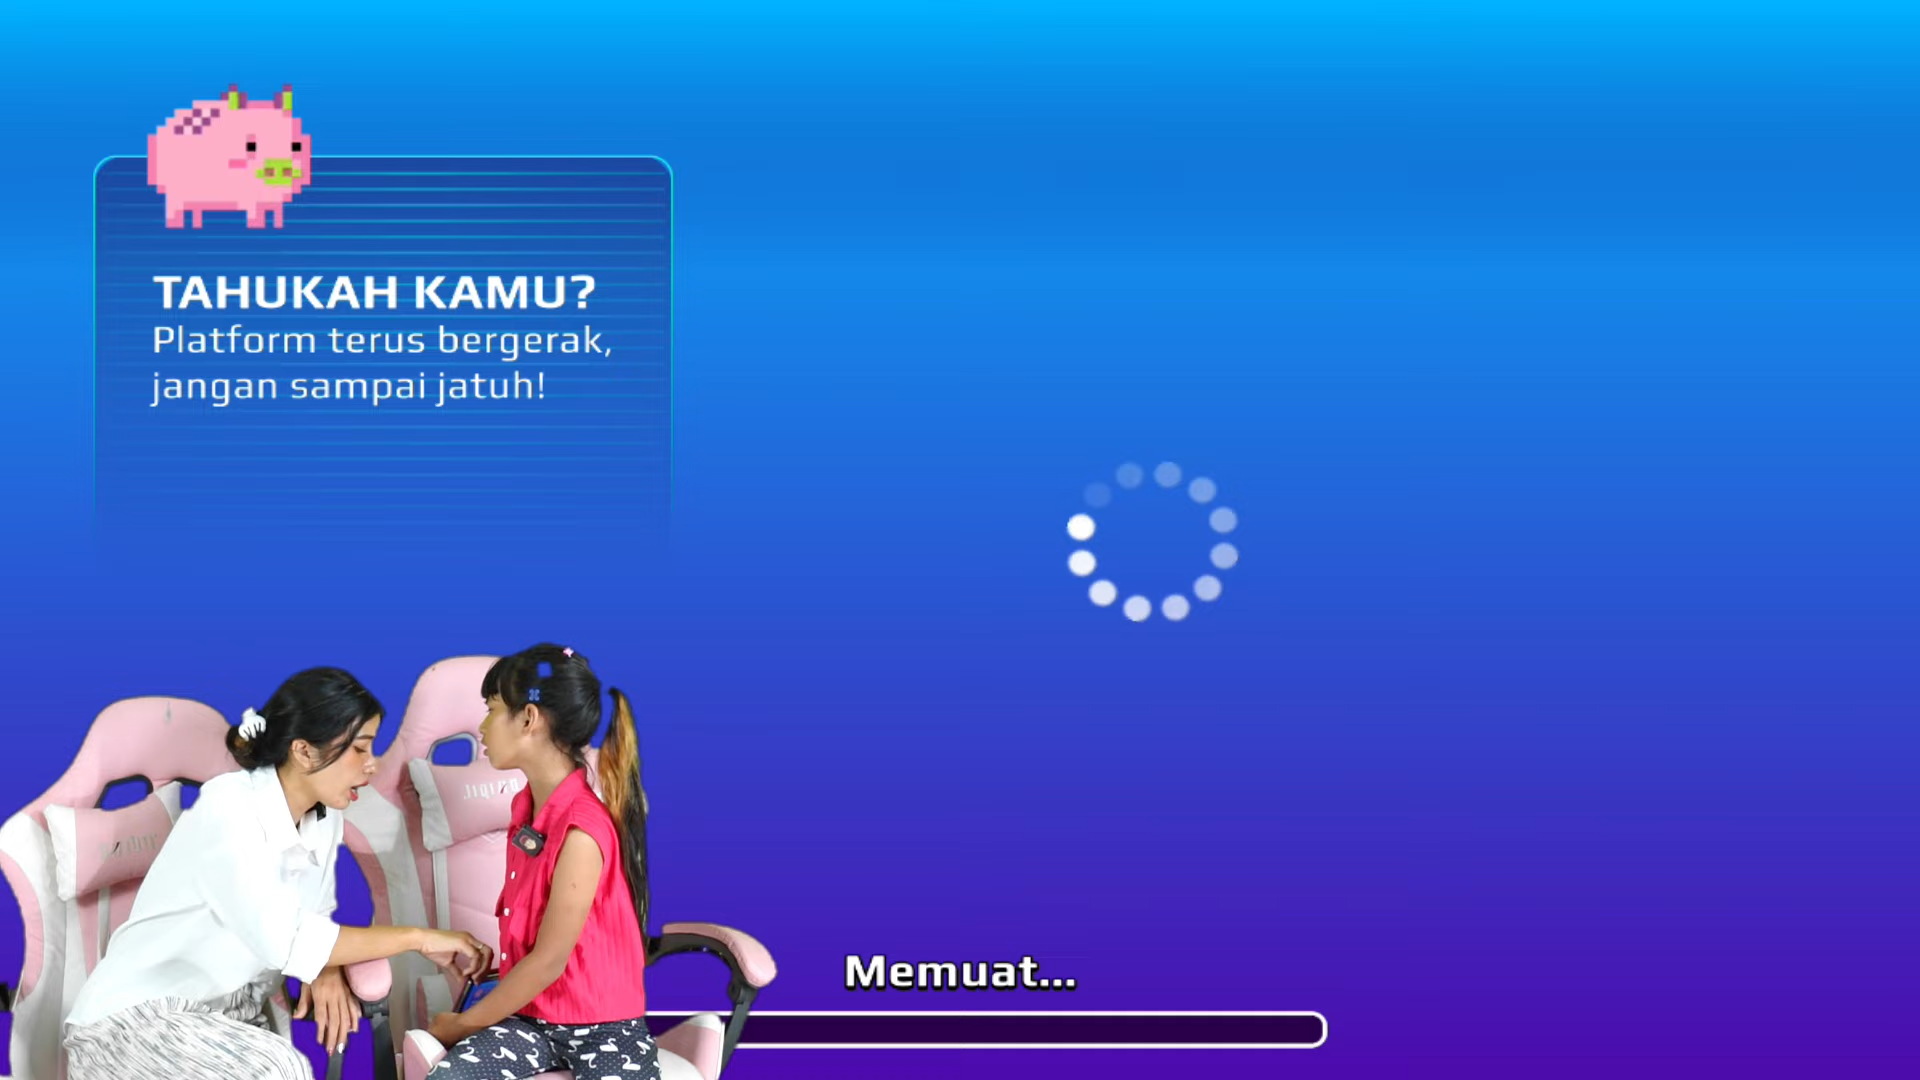 TAHUKAH KAMU?
Platform terus bergerak,
jangan sampai jatuh!
Memuat...